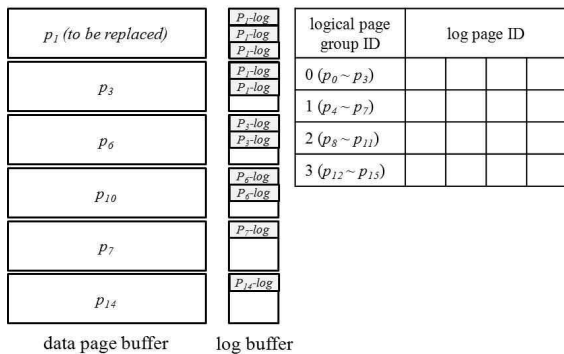 p1 (to be replaced)
p3
p6
p10
p7
p14
data page buffer
P1-log
P1-log
P1-log
P1-log
P1-log
P3-log
P3-log
P6-log
P6-log
P7-log
P14-log
log buffer
logical page
group ID
log page ID
0 (p0 ~ p3)
1 (p4 ~ p7)
2 (p8 ~ p11)
3 (p12 ~ p15)